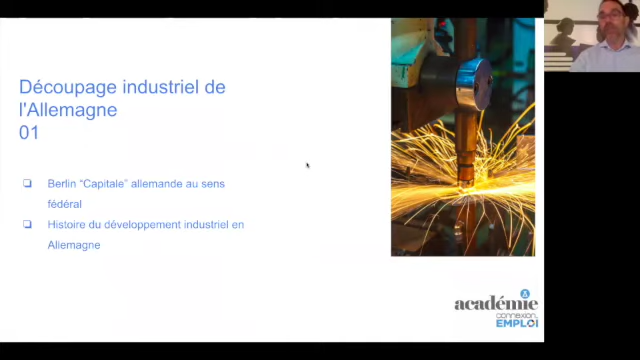 Découpage industriel de
l'Allemagne
01
❏ Berlin “Capitale” allemande au sens
fédéral
❏ Histoire du développement industriel en
Allemagne
académie
connexion
EMPLOI